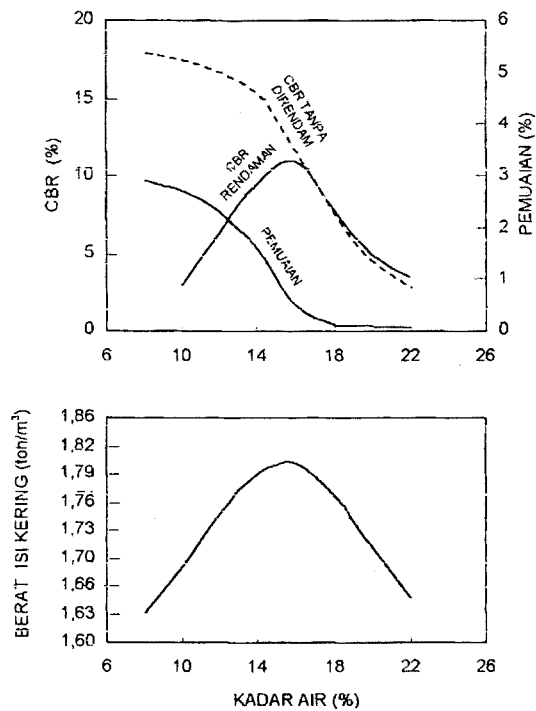 20
15
10
5
0
CBR (%)
6
5
4
3
2
1
0
PEMUAIAN (%)
CBR TANPA
DIRENDAM
CBR
RENDAMAN
PEMUAIAN
6 10 14 18 22 26
1,86
1,82
1,79
1,76
1,73
1,70
1,66
1,63
1,60
BERAT ISI KERING (toh/m³)
6 10 14 18 22 26
KADAR AIR (%)